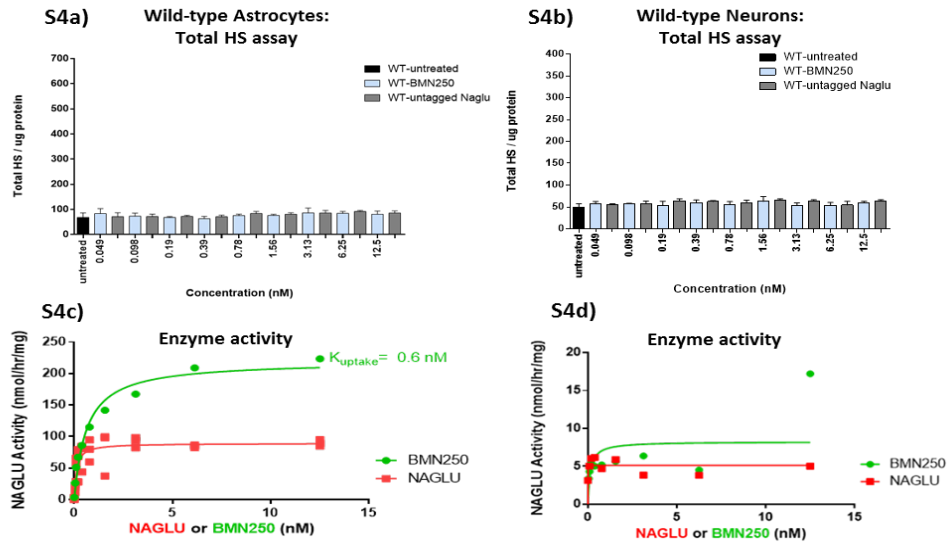 S4a)
Wild-type Astrocytes:
Total HS assay
WT-untreated
WT-BMN250
WT-untagged Naglu
Total HS / ug protein
700
600
500
400
300
200
100
0
untreated
0.049
0.098
0.19
0.39
0.78
1.56
3.13
6.25
12.5
Concentration (nM)
S4b)
Wild-type Neurons:
Total HS assay
WT-untreated
WT-BMN250
WT-untagged Naglu
Total HS / ug protein
400
350
300
250
200
150
100
50
0
untreated
0.049
0.098
0.19
0.39
0.78
1.56
3.13
6.25
12.5
Concentration (nM)
S4c)
Enzyme activity
NAGLU Activity (nmol/hr/mg)
250
200
150
100
50
0
Kuptake= 0.6 nM
BMN250
NAGLU
0 5 10 15
NAGLU or BMN250 (nM)
S4d)
Enzyme activity
NAGLU Activity (nmol/hr/mg)
20
15
10
5
0
BMN250
NAGLU
0 5 10 15
NAGLU or BMN250 (nM)